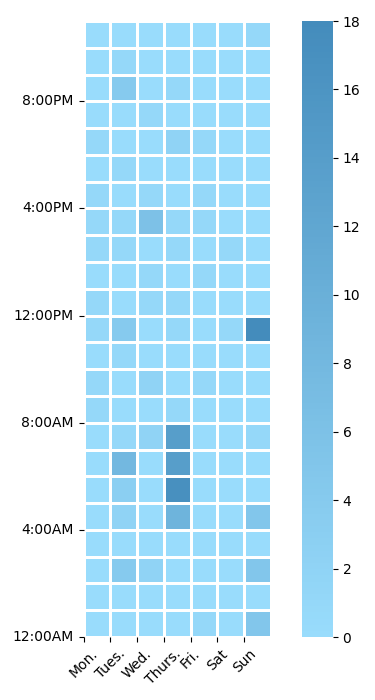 18
16
14
12
10
8
6
4
2
0
8:00PM
4:00PM
12:00PM
8:00AM
4:00AM
12:00AM
Mon.
Tues.
Wed.
Thurs.
Fri.
Sat
Sun